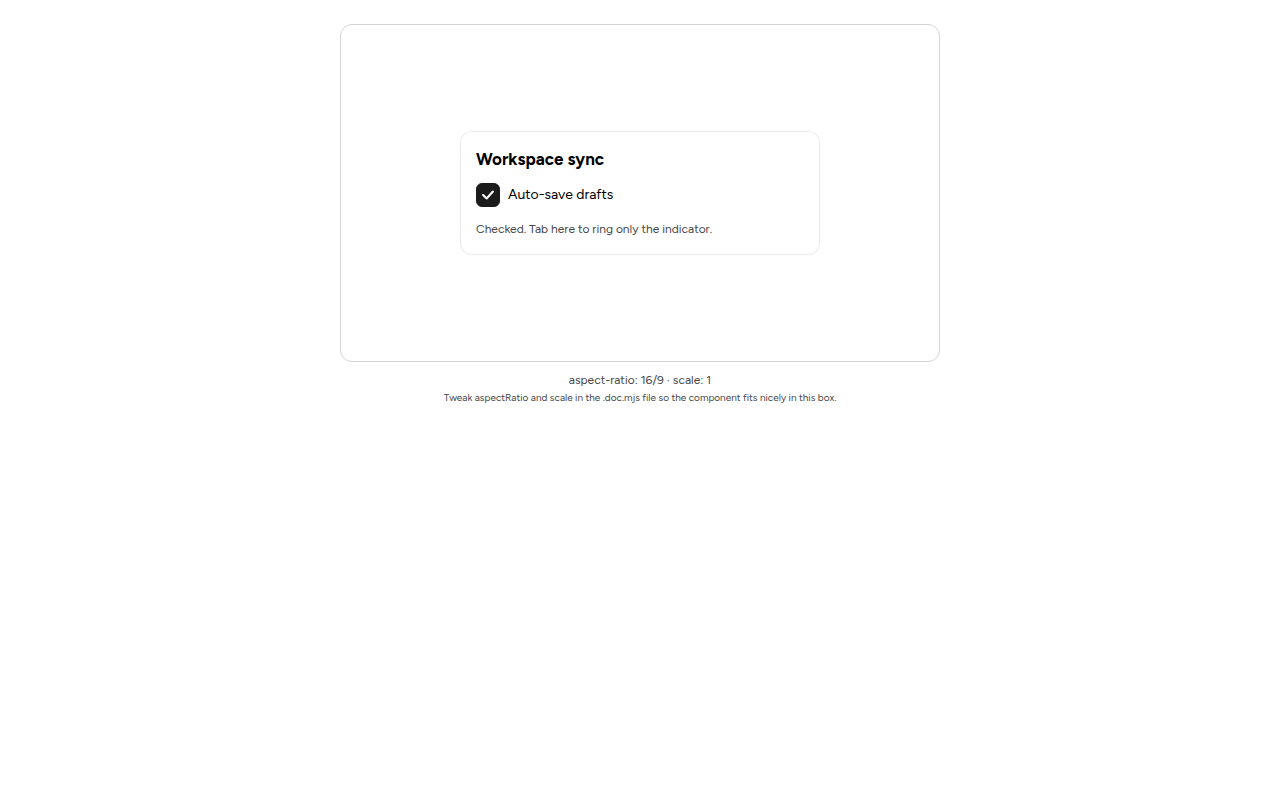 Workspace sync
Auto-save drafts
Checked. Tab here to ring only the indicator.
aspect-ratio: 16/9 · scale: 1
Tweak aspectRatio and scale in the .doc.mjs file so the component fits nicely in this box.